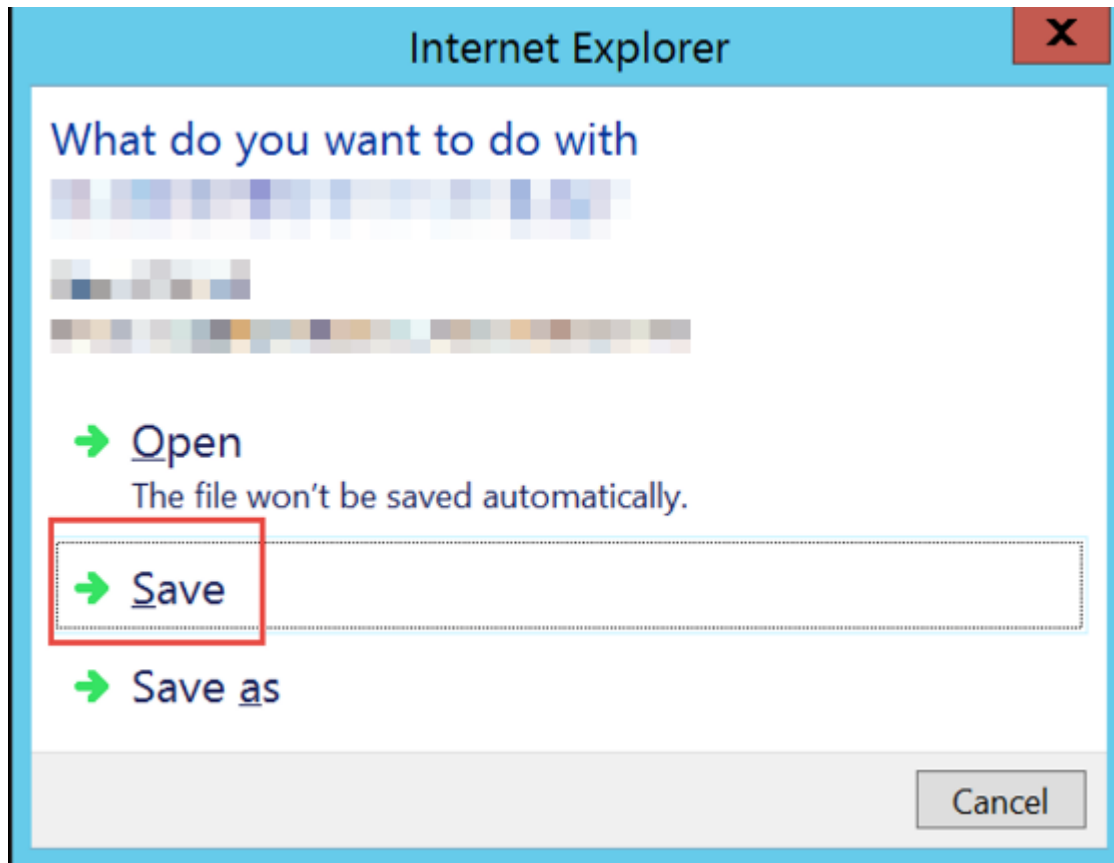 Internet Explorer
X
What do you want to do with
Open
The file won't be saved automatically.
Save
Save as
Cancel